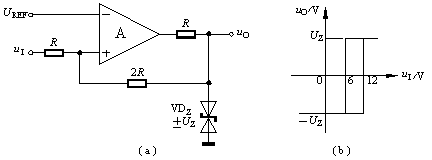 U_REF
−
A
+
R
u_O
u_I
R
2R
VD_Z
±U_Z
(a)
u_O/V
U_Z
0
6
12
u_I/V
−U_Z
(b)